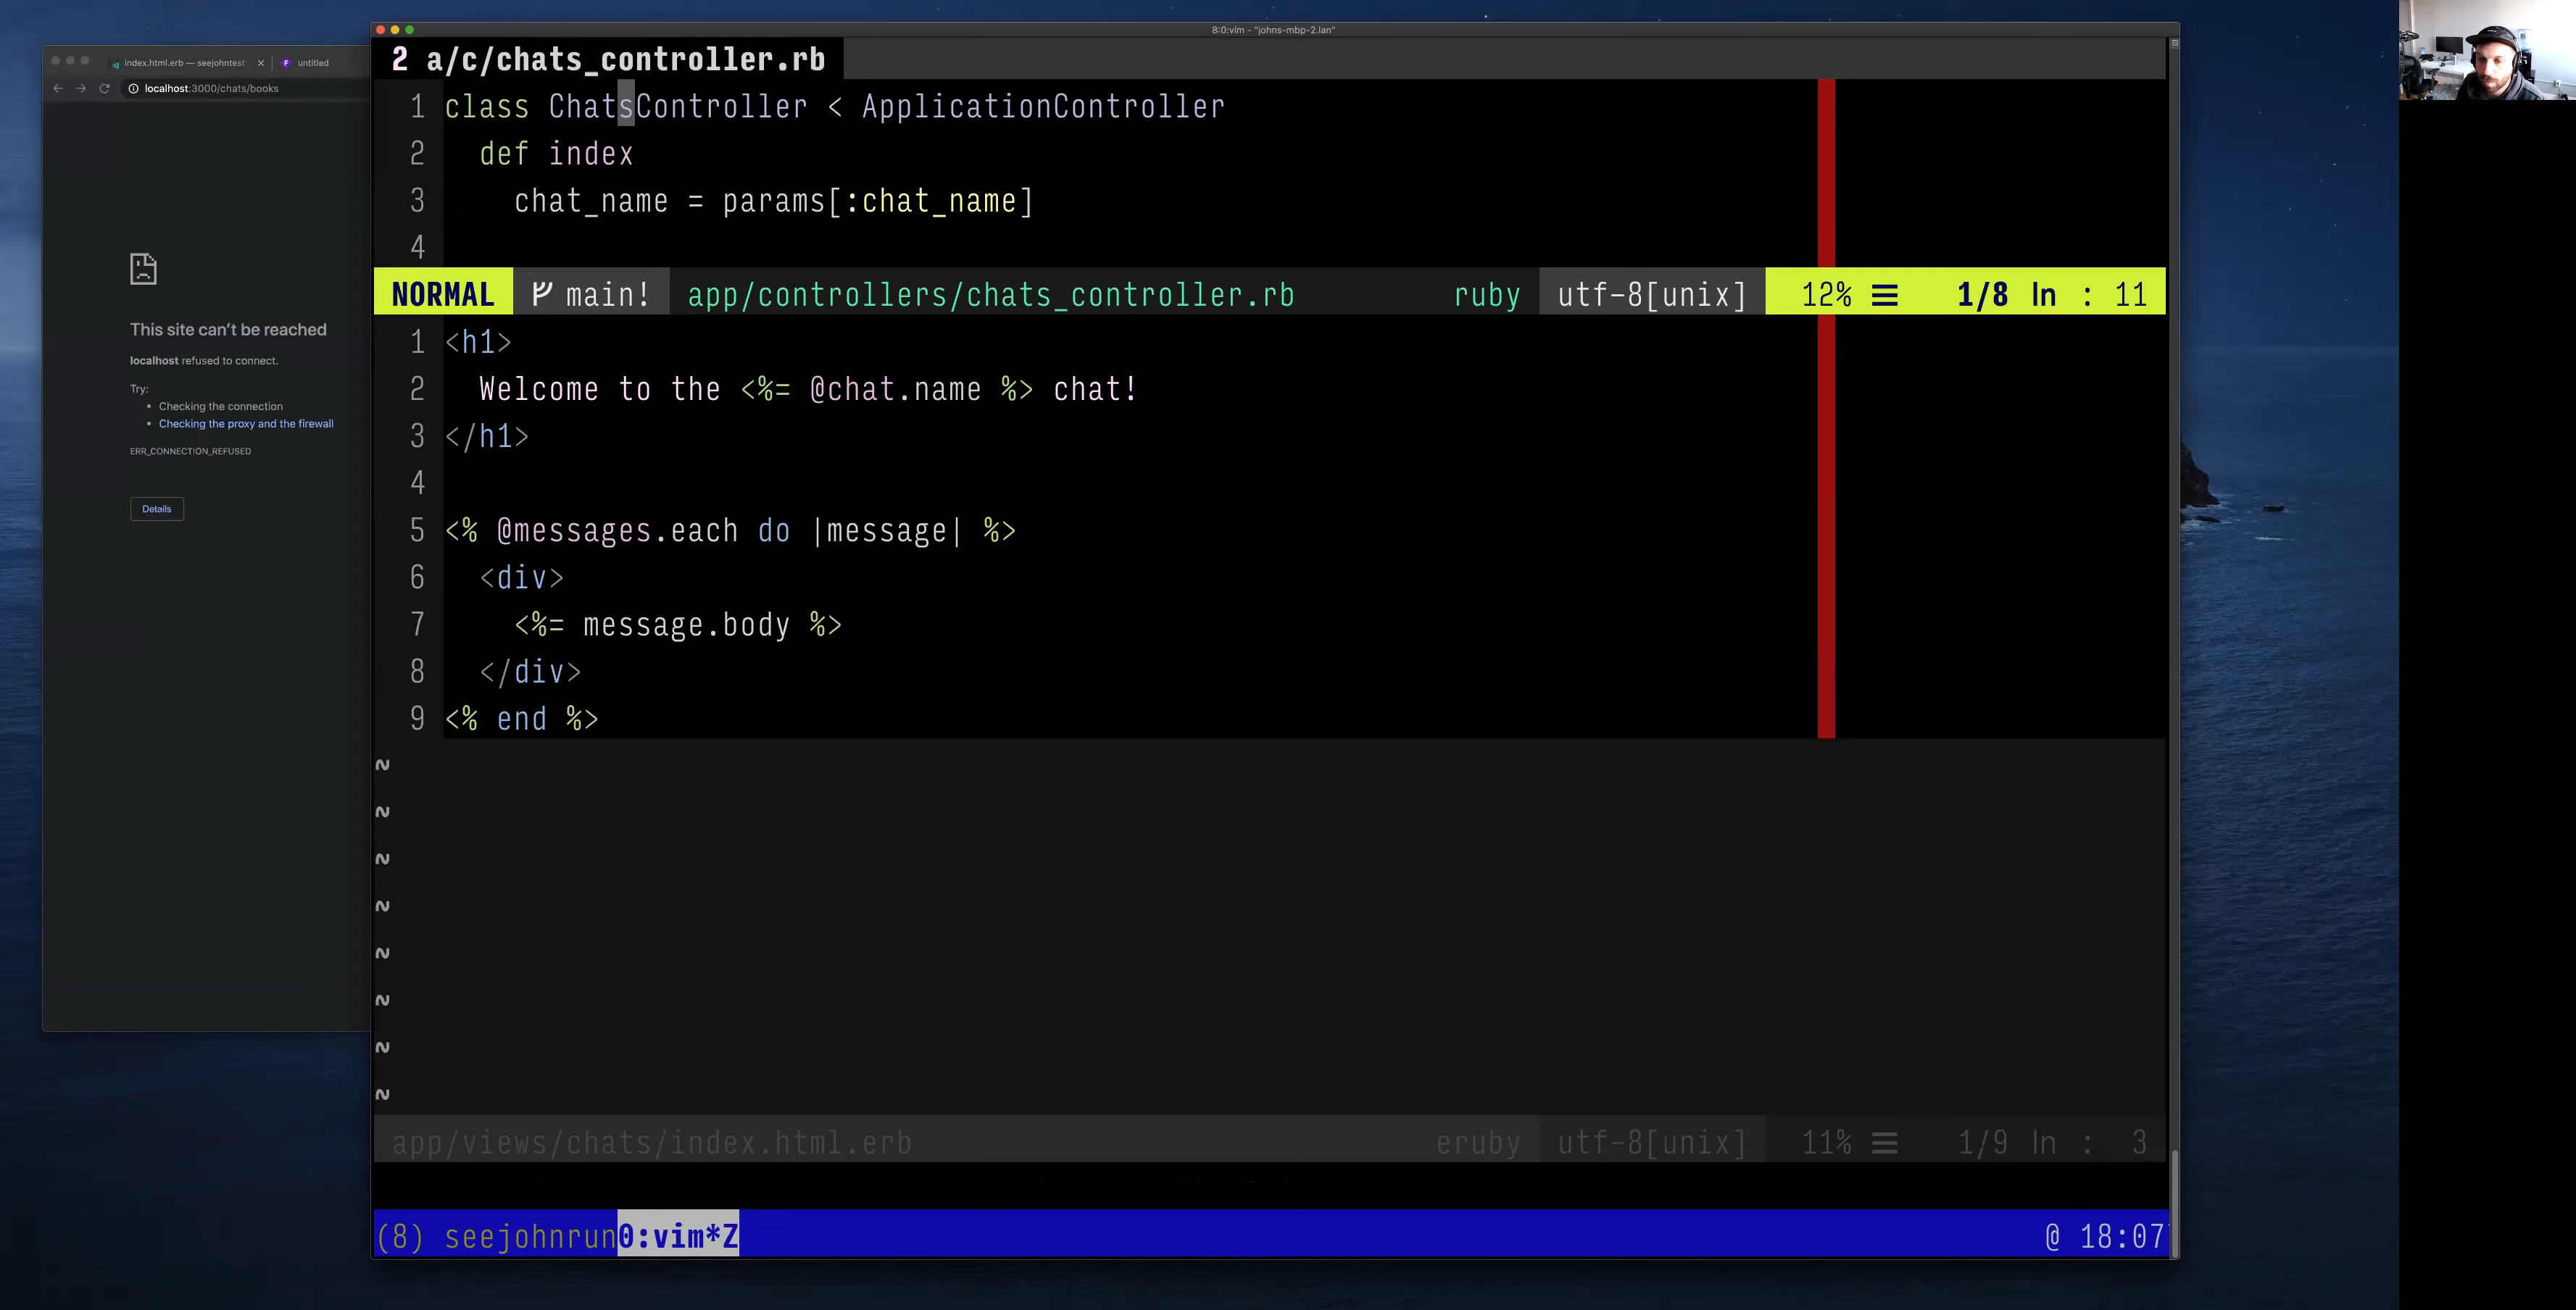 8:0:vim - "johns-mbp-2.lan"
index.html.erb — seejohntest
untitled
localhost:3000/chats/books
This site can't be reached
localhost refused to connect.
Try:
Checking the connection
Checking the proxy and the firewall
ERR_CONNECTION_REFUSED
Details
2 a/c/chats_controller.rb
1 class ChatsController < ApplicationController
2 def index
3 chat_name = params[:chat_name]
4
NORMAL main! app/controllers/chats_controller.rb ruby utf-8[unix] 12% ☰ 1/8 ln : 11
1 <h1>
2 Welcome to the <%= @chat.name %> chat!
3 </h1>
4
5 <% @messages.each do |message| %>
6 <div>
7 <%= message.body %>
8 </div>
9 <% end %>
~
~
~
~
~
~
~
~
app/views/chats/index.html.erb eruby utf-8[unix] 11% ☰ 1/9 ln : 3
(8) seejohnrun0:vim*Z @ 18:07